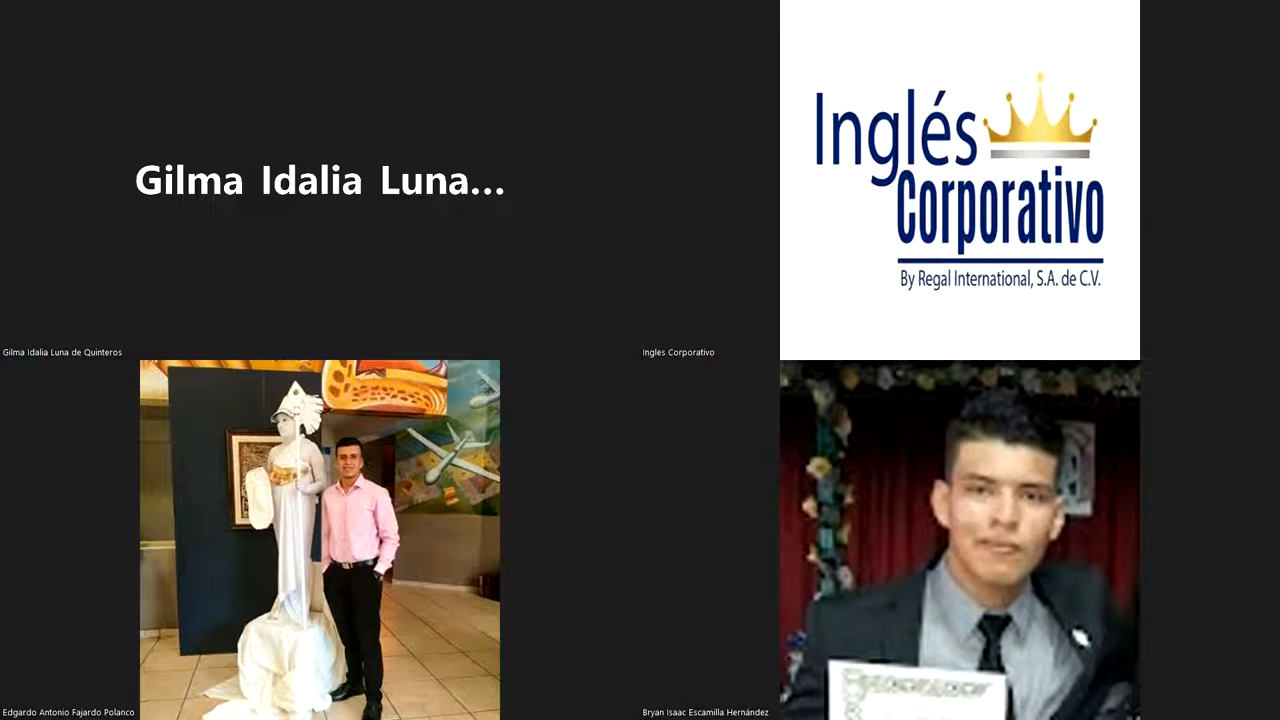 Gilma Idalia Luna...
Inglés
Corporativo
By Regal International, S.A. de C.V.
Gilma Idalia Luna de Quinteros
Ingles Corporativo
Edgardo Antonio Fajardo Polanco
Bryan Isaac Escamilla Hernández